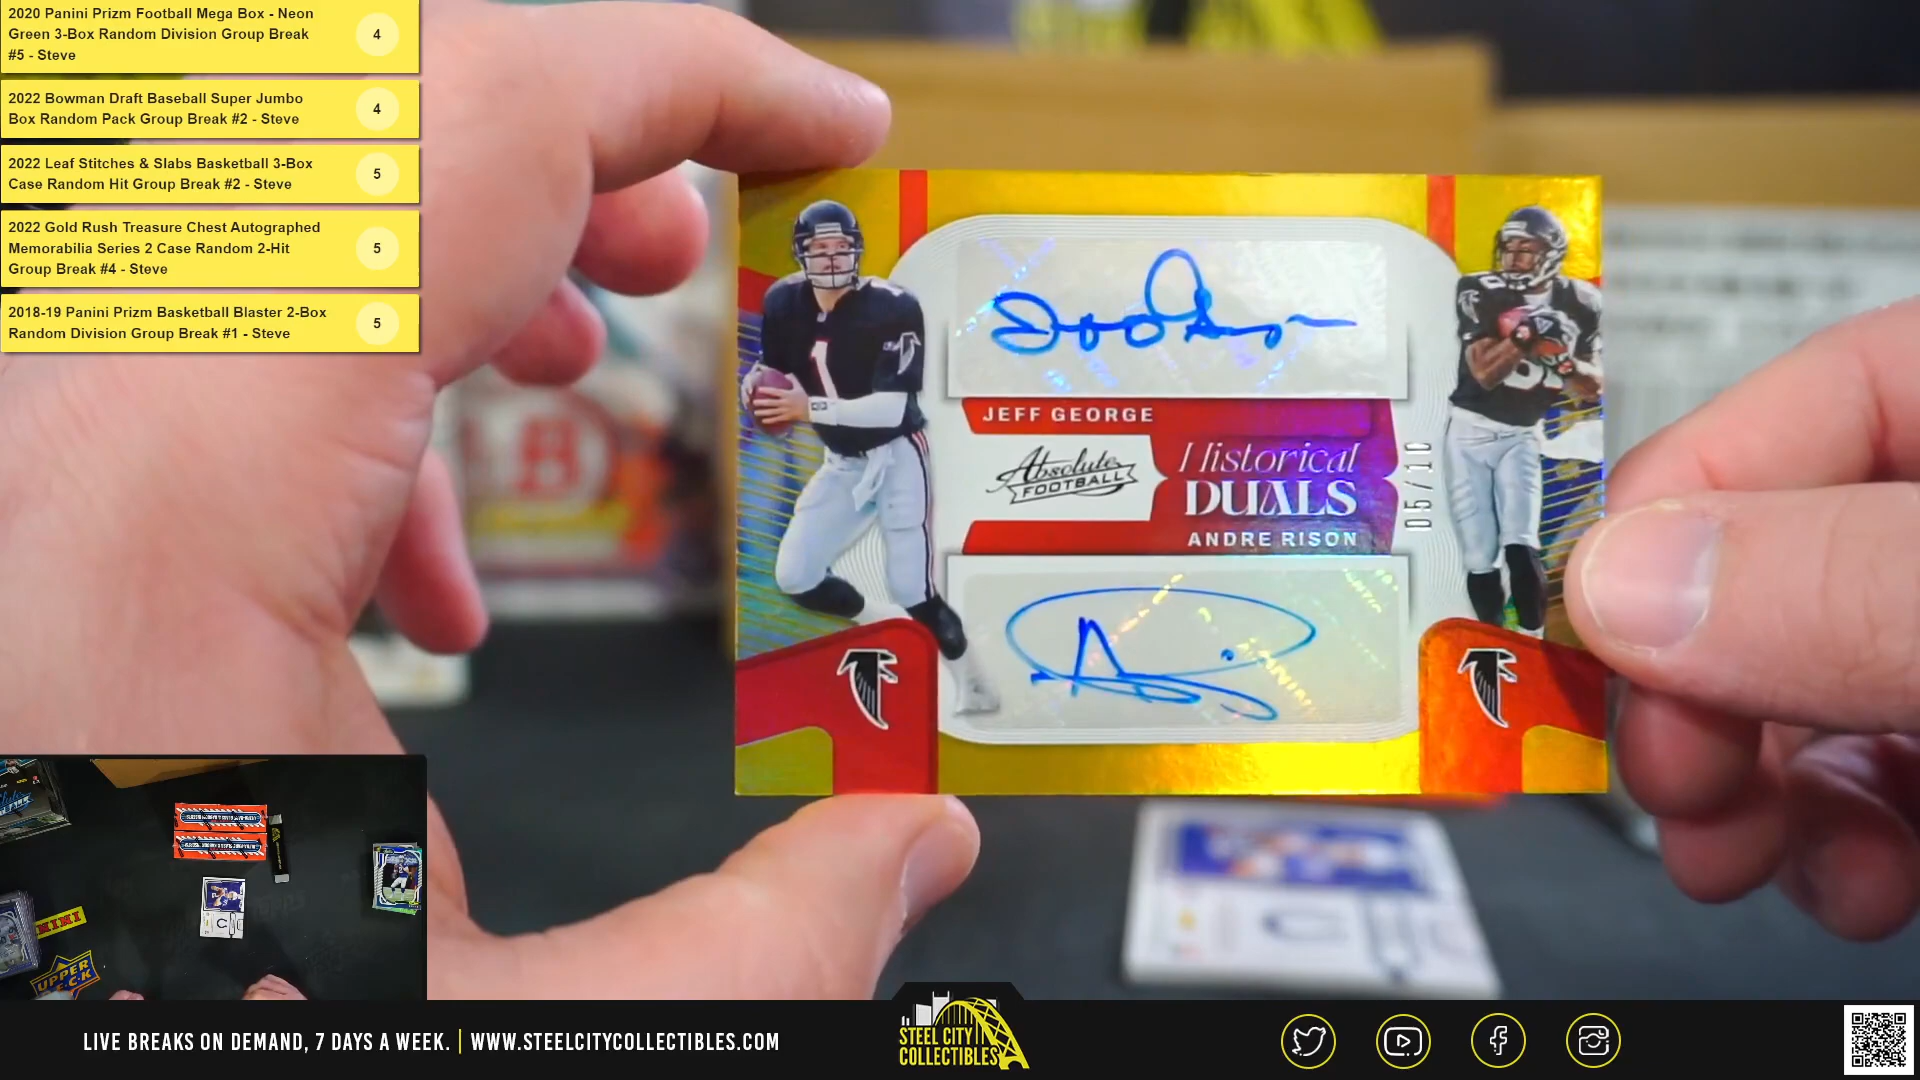 2020 Panini Prizm Football Mega Box - Neon
Green 3-Box Random Division Group Break
#5 - Steve
4
2022 Bowman Draft Baseball Super Jumbo
Box Random Pack Group Break #2 - Steve
4
2022 Leaf Stitches & Slabs Basketball 3-Box
Case Random Hit Group Break #2 - Steve
5
2022 Gold Rush Treasure Chest Autographed
Memorabilia Series 2 Case Random 2-Hit
Group Break #4 - Steve
5
2018-19 Panini Prizm Basketball Blaster 2-Box
Random Division Group Break #1 - Steve
5
1
JEFF GEORGE
Absolute
FOOTBALL
Historical
DUALS
ANDRE RISON
05/10
PANINI
UPPER
LIVE BREAKS ON DEMAND, 7 DAYS A WEEK. | WWW.STEELCITYCOLLECTIBLES.COM
STEEL CITY
COLLECTIBLES